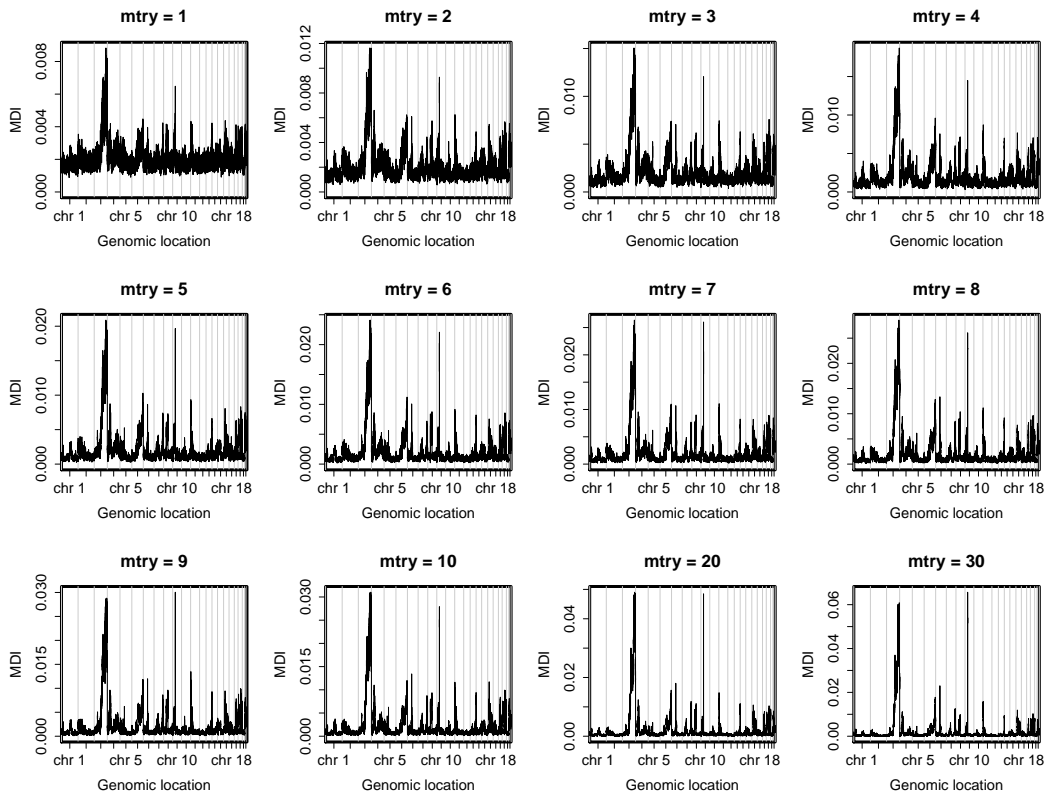 mtry = 1 mtry = 2 mtry = 3 mtry = 4
MDI 0.000 0.004 0.008 MDI 0.000 0.004 0.008 0.012 MDI 0.000 0.010 MDI 0.000 0.010
chr 1 chr 5 chr 10 chr 18 chr 1 chr 5 chr 10 chr 18 chr 1 chr 5 chr 10 chr 18 chr 1 chr 5 chr 10 chr 18
Genomic location Genomic location Genomic location Genomic location
mtry = 5 mtry = 6 mtry = 7 mtry = 8
MDI 0.000 0.010 0.020 MDI 0.000 0.010 0.020 MDI 0.000 0.010 0.020 MDI 0.000 0.010 0.020
chr 1 chr 5 chr 10 chr 18 chr 1 chr 5 chr 10 chr 18 chr 1 chr 5 chr 10 chr 18 chr 1 chr 5 chr 10 chr 18
Genomic location Genomic location Genomic location Genomic location
mtry = 9 mtry = 10 mtry = 20 mtry = 30
MDI 0.000 0.015 0.030 MDI 0.000 0.015 0.030 MDI 0.00 0.02 0.04 MDI 0.00 0.02 0.04 0.06
chr 1 chr 5 chr 10 chr 18 chr 1 chr 5 chr 10 chr 18 chr 1 chr 5 chr 10 chr 18 chr 1 chr 5 chr 10 chr 18
Genomic location Genomic location Genomic location Genomic location